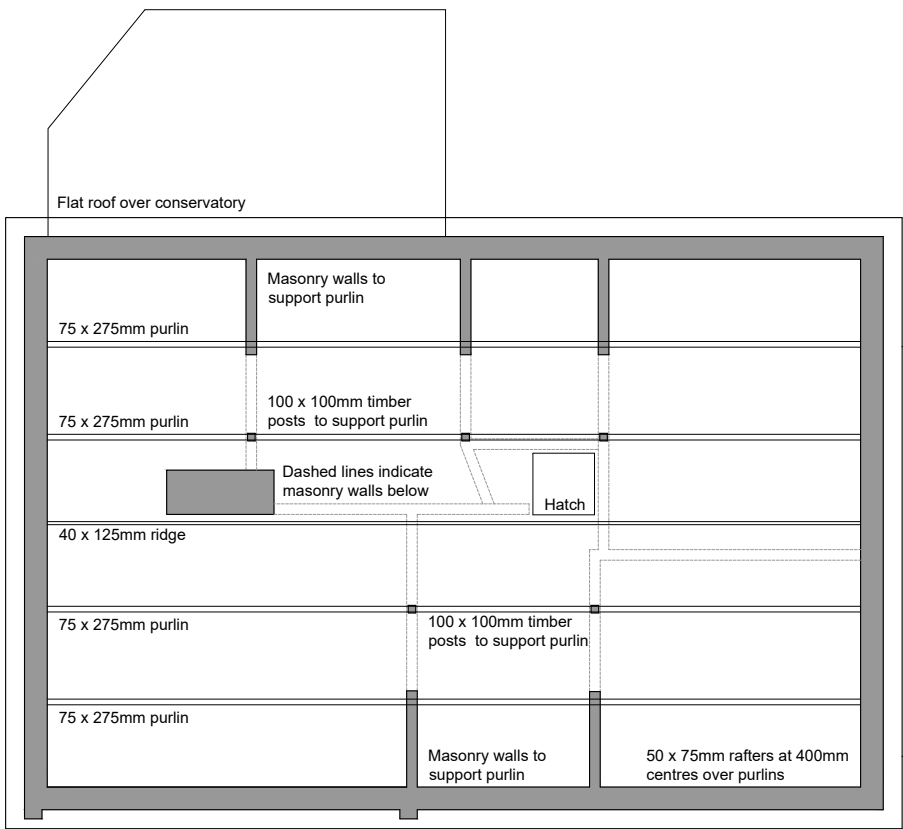 Flat roof over conservatory
Masonry walls to
support purlin
75 x 275mm purlin
100 x 100mm timber
posts to support purlin
75 x 275mm purlin
Dashed lines indicate
masonry walls below
Hatch
40 x 125mm ridge
75 x 275mm purlin
100 x 100mm timber
posts to support purlin
75 x 275mm purlin
Masonry walls to
support purlin
50 x 75mm rafters at 400mm
centres over purlins